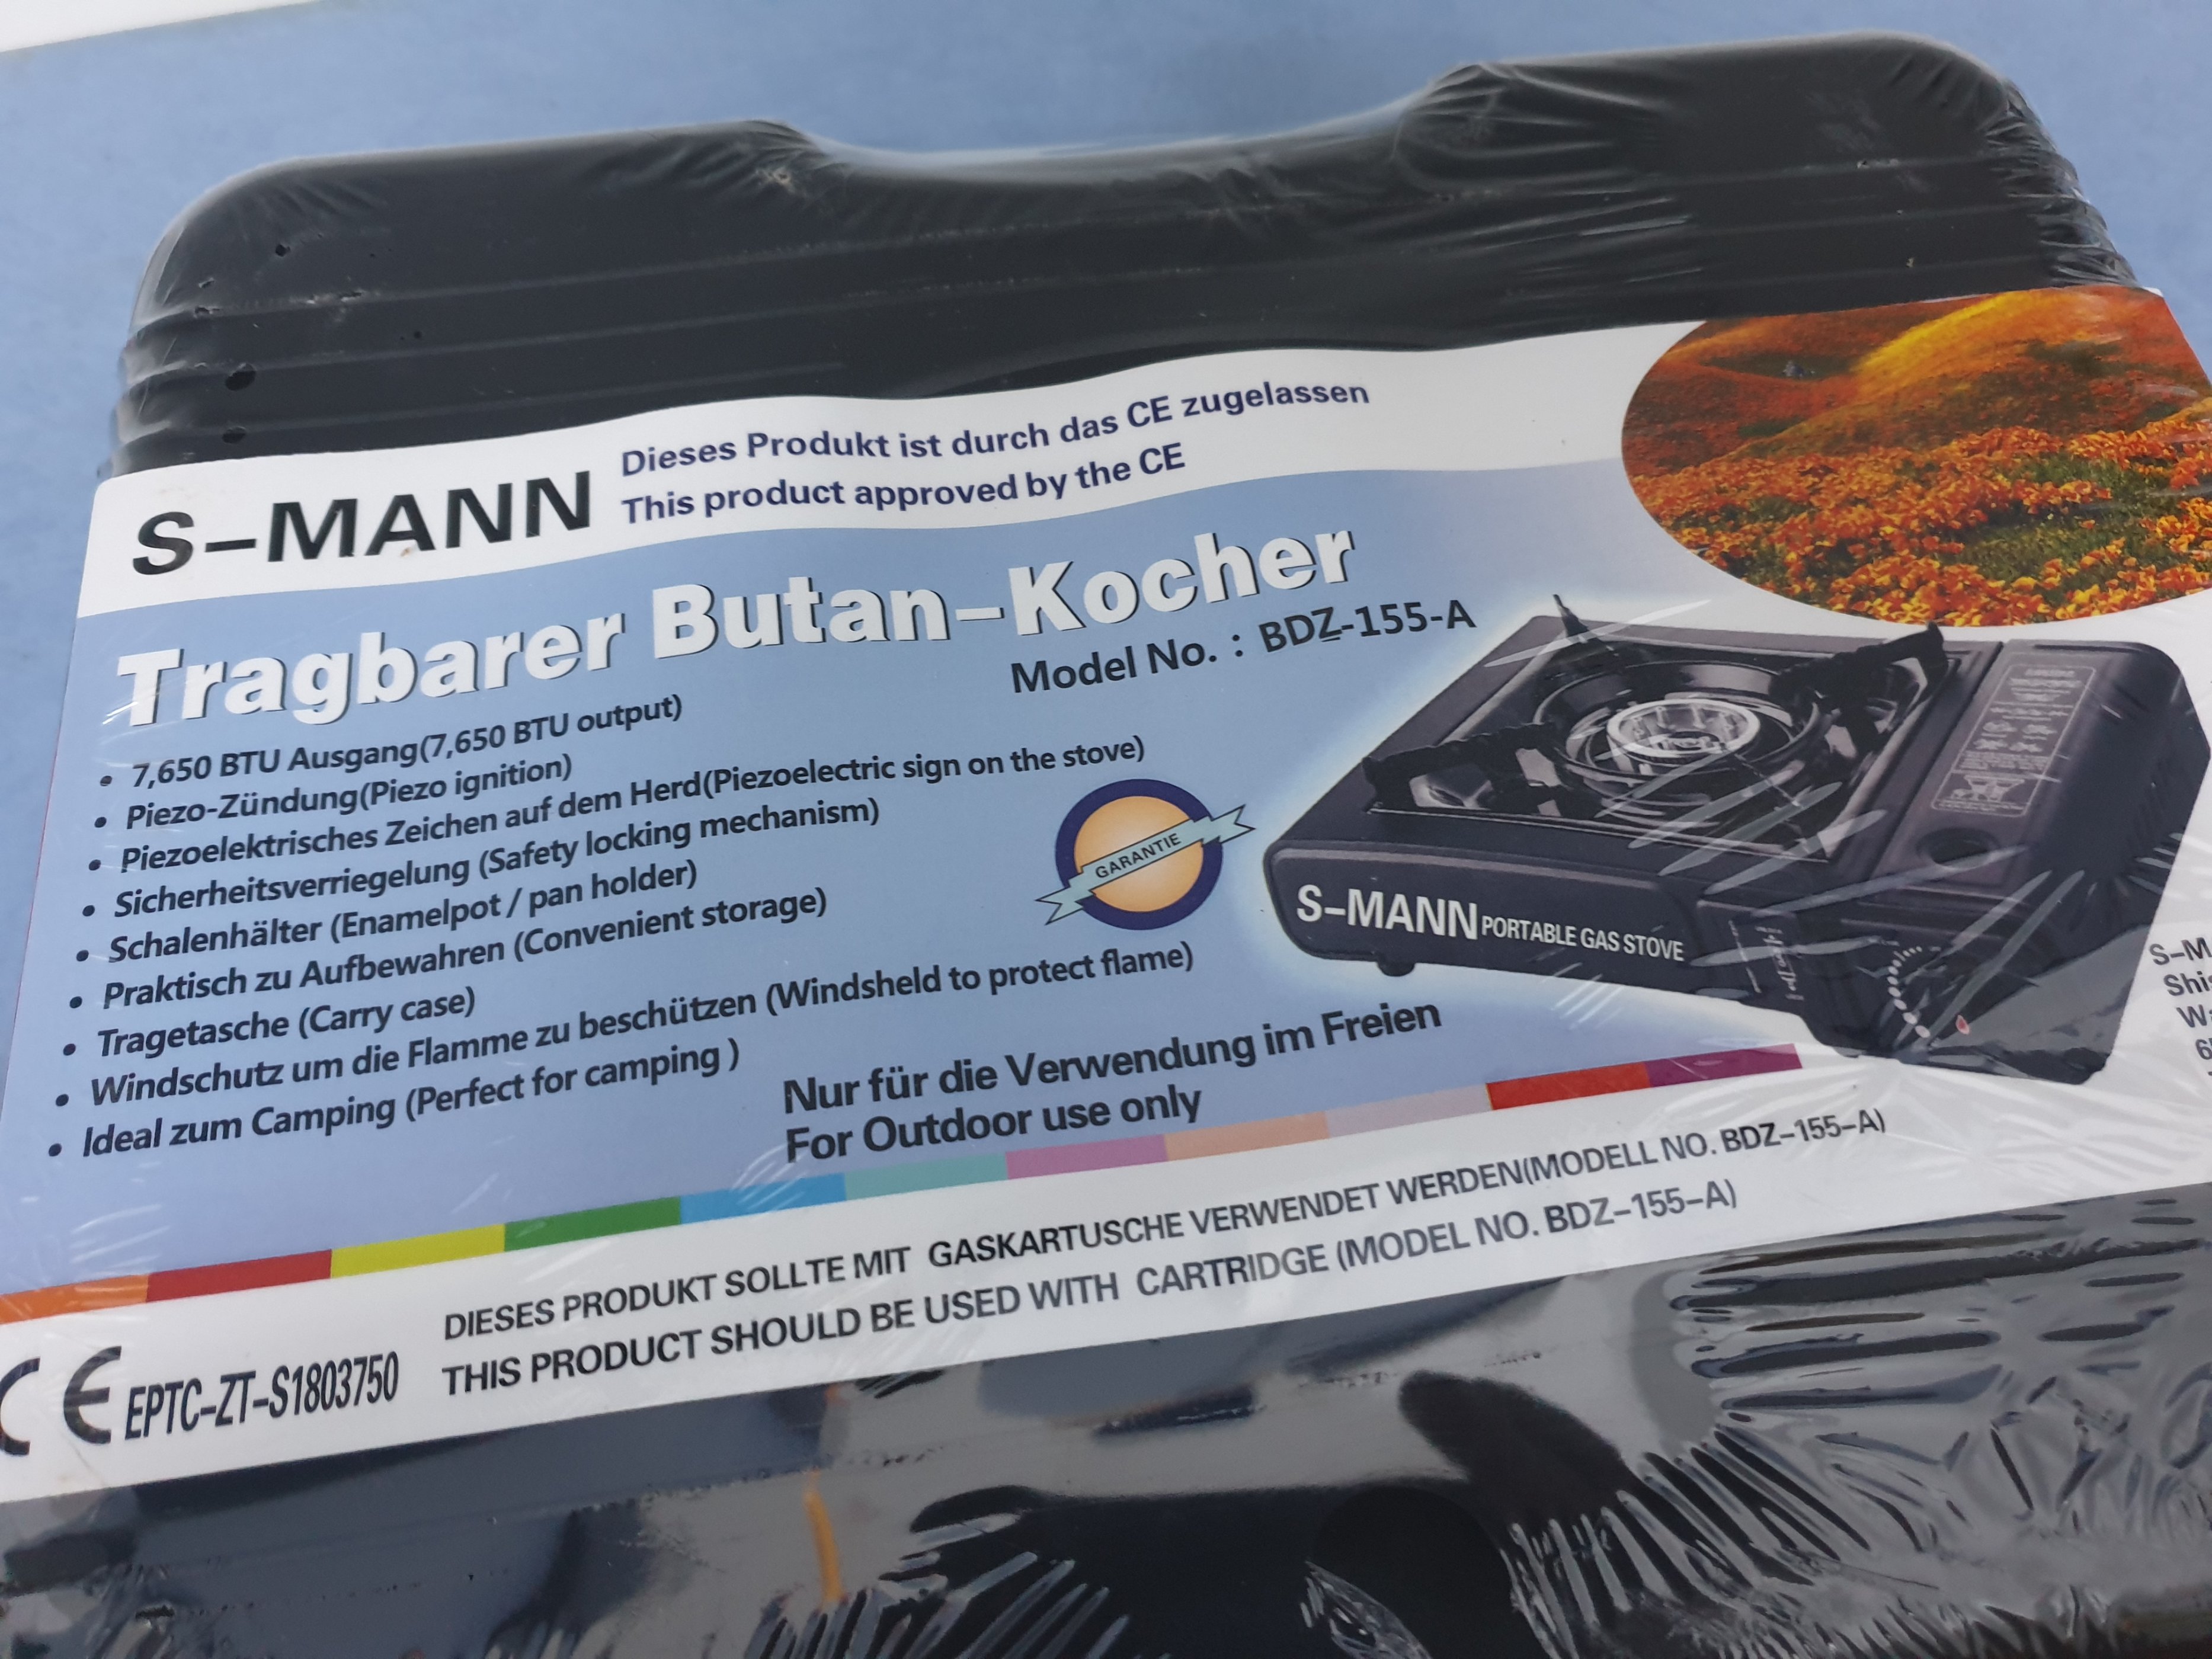 S-MANN
Dieses Produkt ist durch das CE zugelassen
This product approved by the CE
Tragbarer Butan-Kocher
Model No. : BDZ-155-A
• 7,650 BTU Ausgang(7,650 BTU output)
• Piezo-Zündung(Piezo ignition)
• Piezoelektrisches Zeichen auf dem Herd(Piezoelectric sign on the stove)
• Sicherheitsverriegelung (Safety locking mechanism)
• Schalenhälter (Enamelpot / pan holder)
• Praktisch zu Aufbewahren (Convenient storage)
• Tragetasche (Carry case)
• Windschutz um die Flamme zu beschützen (Windsheld to protect flame)
• Ideal zum Camping (Perfect for camping )
GARANTIE
S-MANN PORTABLE GAS STOVE
Nur für die Verwendung im Freien
For Outdoor use only
CE EPTC-ZT-S1803750
DIESES PRODUKT SOLLTE MIT GASKARTUSCHE VERWENDET WERDEN(MODELL NO. BDZ-155-A)
THIS PRODUCT SHOULD BE USED WITH CARTRIDGE (MODEL NO. BDZ-155-A)